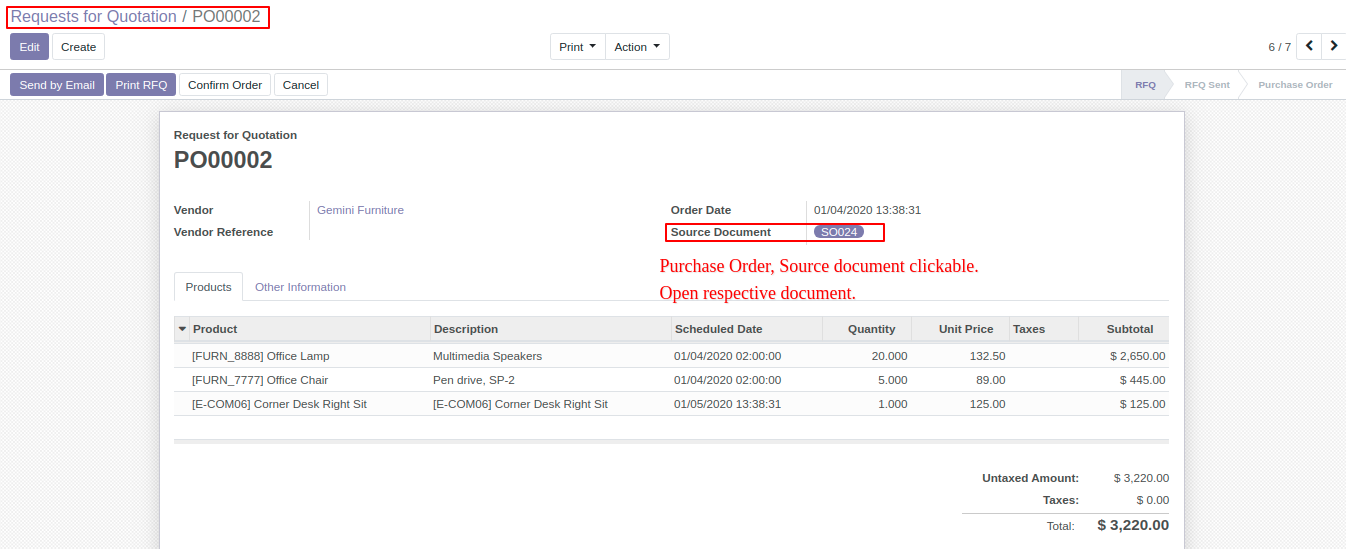 Requests for Quotation / PO00002
Edit Create Print Action 6 / 7
Send by Email Print RFQ Confirm Order Cancel RFQ RFQ Sent Purchase Order
Request for Quotation
PO00002
Vendor Gemini Furniture Order Date 01/04/2020 13:38:31
Vendor Reference Source Document SO024
Purchase Order, Source document clickable.
Open respective document.
Products Other Information
Product Description Scheduled Date Quantity Unit Price Taxes Subtotal
[FURN_8888] Office Lamp Multimedia Speakers 01/04/2020 02:00:00 20.000 132.50 $ 2,650.00
[FURN_7777] Office Chair Pen drive, SP-2 01/04/2020 02:00:00 5.000 89.00 $ 445.00
[E-COM06] Corner Desk Right Sit [E-COM06] Corner Desk Right Sit 01/05/2020 13:38:31 1.000 125.00 $ 125.00
Untaxed Amount: $ 3,220.00
Taxes: $ 0.00
Total: $ 3,220.00